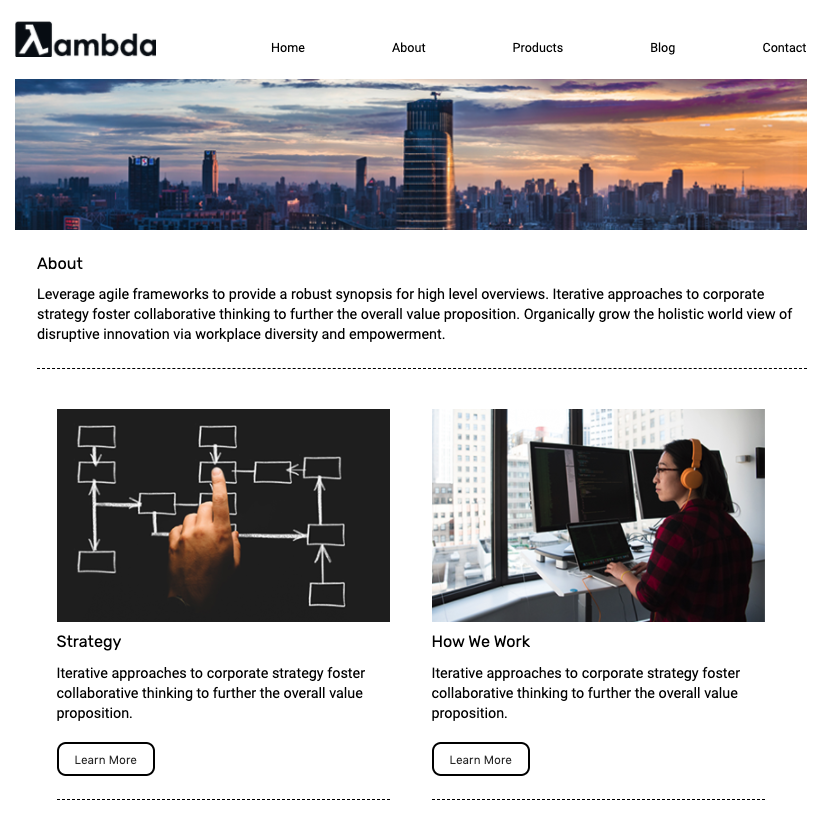 λambda
Home About Products Blog Contact
About
Leverage agile frameworks to provide a robust synopsis for high level overviews. Iterative approaches to corporate
strategy foster collaborative thinking to further the overall value proposition. Organically grow the holistic world view of
disruptive innovation via workplace diversity and empowerment.
Strategy
Iterative approaches to corporate strategy foster
collaborative thinking to further the overall value
proposition.
Learn More
How We Work
Iterative approaches to corporate strategy foster
collaborative thinking to further the overall value
proposition.
Learn More